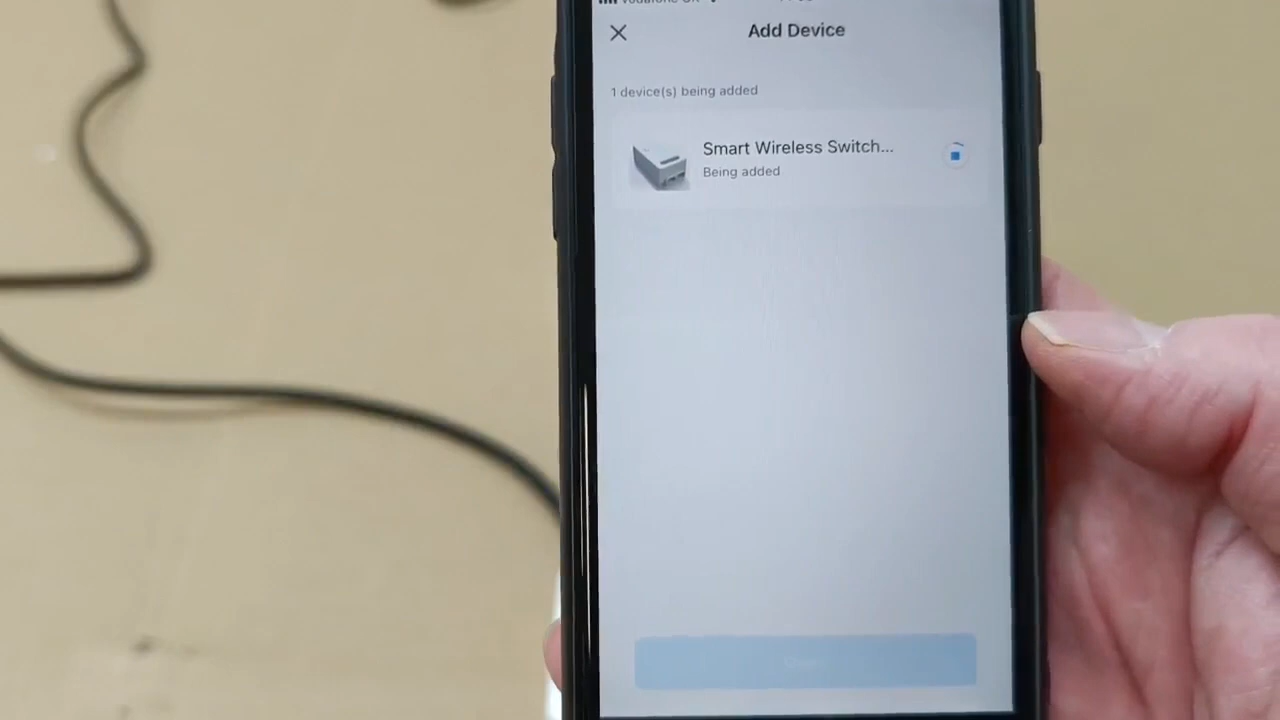 Add Device
1 device(s) being added
Smart Wireless Switch...
Being added